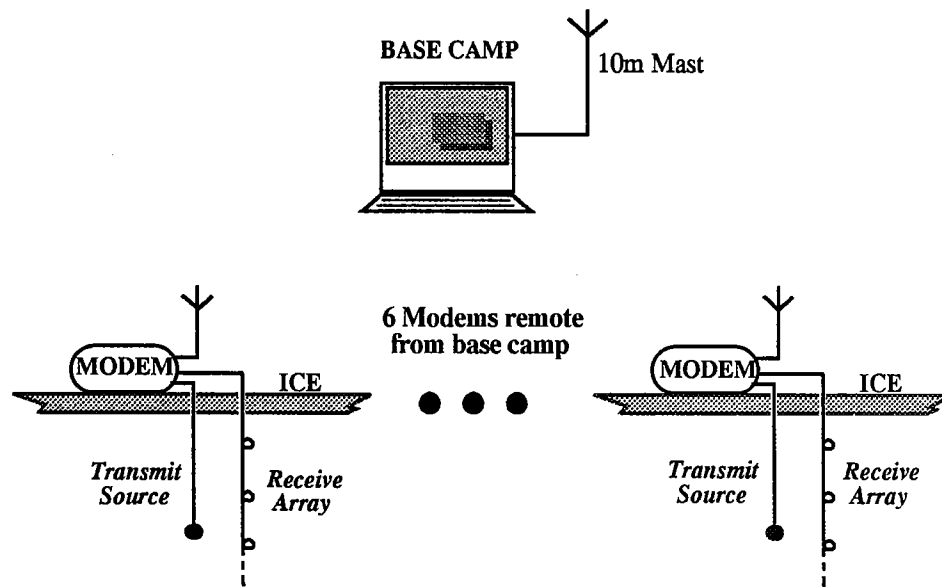 BASE CAMP
10m Mast
6 Modems remote
from base camp
MODEM
ICE
Transmit
Source
Receive
Array
MODEM
ICE
Transmit
Source
Receive
Array